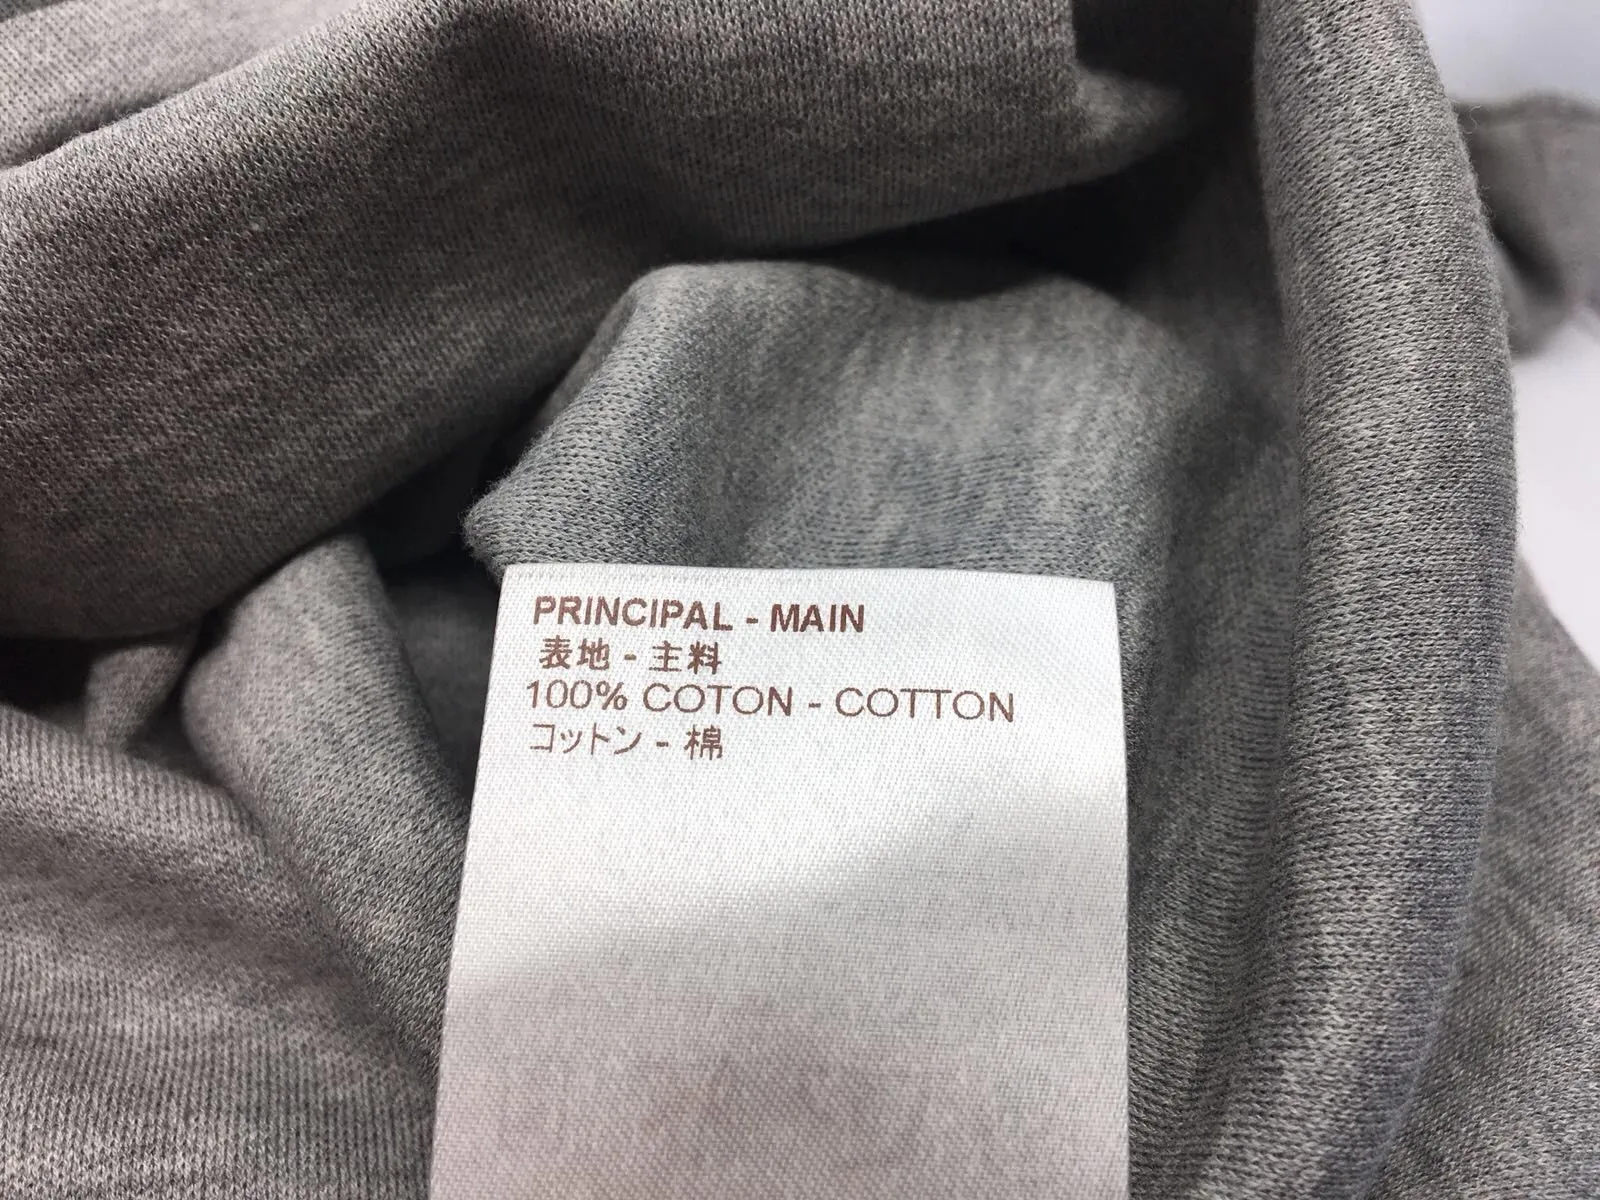 PRINCIPAL - MAIN
表地 - 主料
100% COTON - COTTON
コットン - 棉